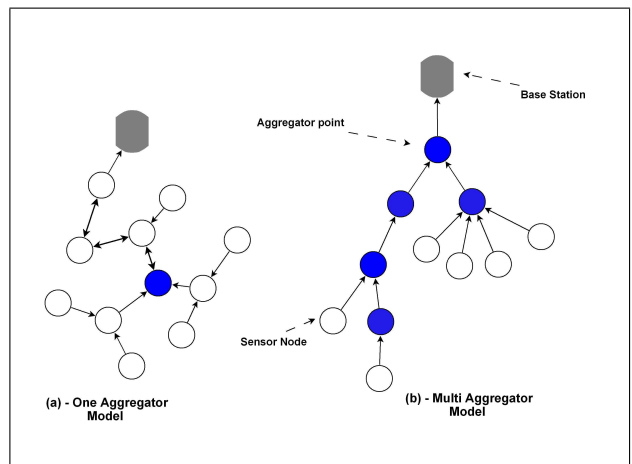 Base Station
Aggregator point
Sensor Node
(a) - One Aggregator
Model
(b) - Multi Aggregator
Model